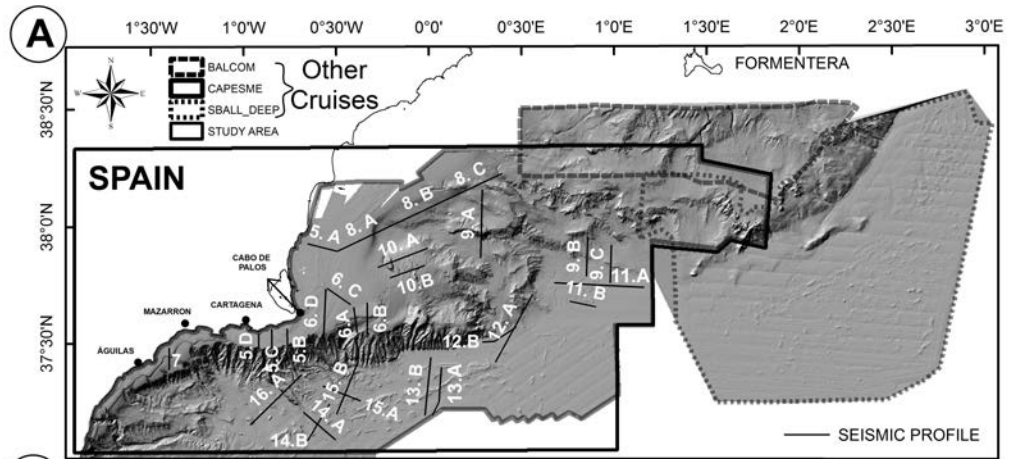 A
1°30'W 1°0'W 0°30'W 0°0' 0°30'E 1°0'E 1°30'E 2°0'E 2°30'E 3°0'E
N
W E
S
BALCOM
CAPESME
SBALL_DEEP
STUDY AREA
Other
Cruises
FORMENTERA
38°30'N
38°0'N
37°30'N
SPAIN
8. C
8. B
8. A
5. A
9. A
10. A
10.B
9. B
9. C
11.A
11. B
CABO DE
PALOS
6. C
6. D
6.A
6.B
CARTAGENA
MAZARRON
ÁGUILAS
7
5.D
5.C
5.B
12.A
12.B
13. B
13.A
15. B
15.A
16. A
14. A
14.B
SEISMIC PROFILE